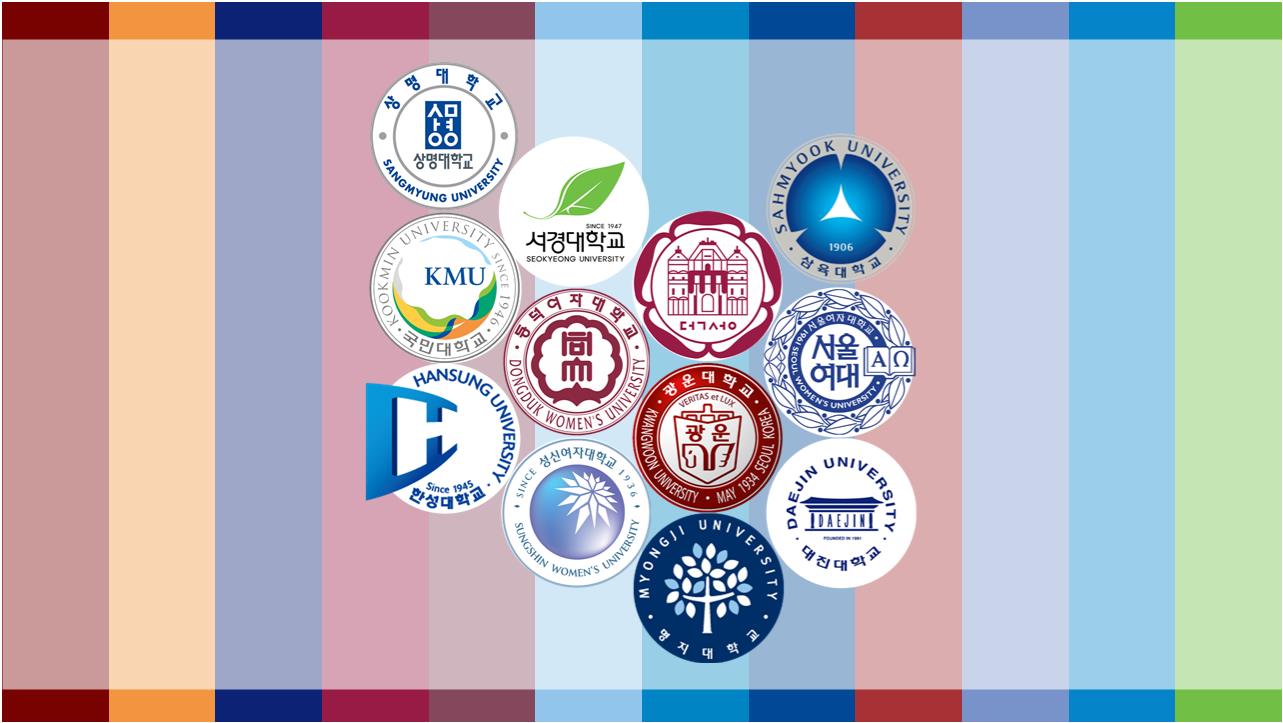 상명대학교
상명
상명대학교
SANGMYUNG UNIVERSITY
SINCE 1947
서경대학교
SEOKYEONG UNIVERSITY
SAHMYOOK UNIVERSITY
1906
· 삼육대학교 ·
· KOOKMIN UNIVERSITY SINCE 1946 ·
KMU
국민대학교
· 동덕여자대학교 ·
DONGDUK WOMEN'S UNIVERSITY
더ㄱ서ㅇ
서울여자대학교
1961 SEOUL WOMEN'S UNIVERSITY
서울
여대
Α Ω
HANSUNG UNIVERSITY
Since 1945
한성대학교
· SINCE 성신여자대학교 1936 ·
SUNGSHIN WOMEN'S UNIVERSITY
· 광운대학교 ·
VERITAS et LUX
광운
KWANGWOON UNIVERSITY · MAY 1934 SEOUL KOREA
DAEJIN UNIVERSITY
DAEJIN
FOUNDED IN 1991
· 대진대학교 ·
MYONGJI UNIVERSITY
· 명지대학교 ·